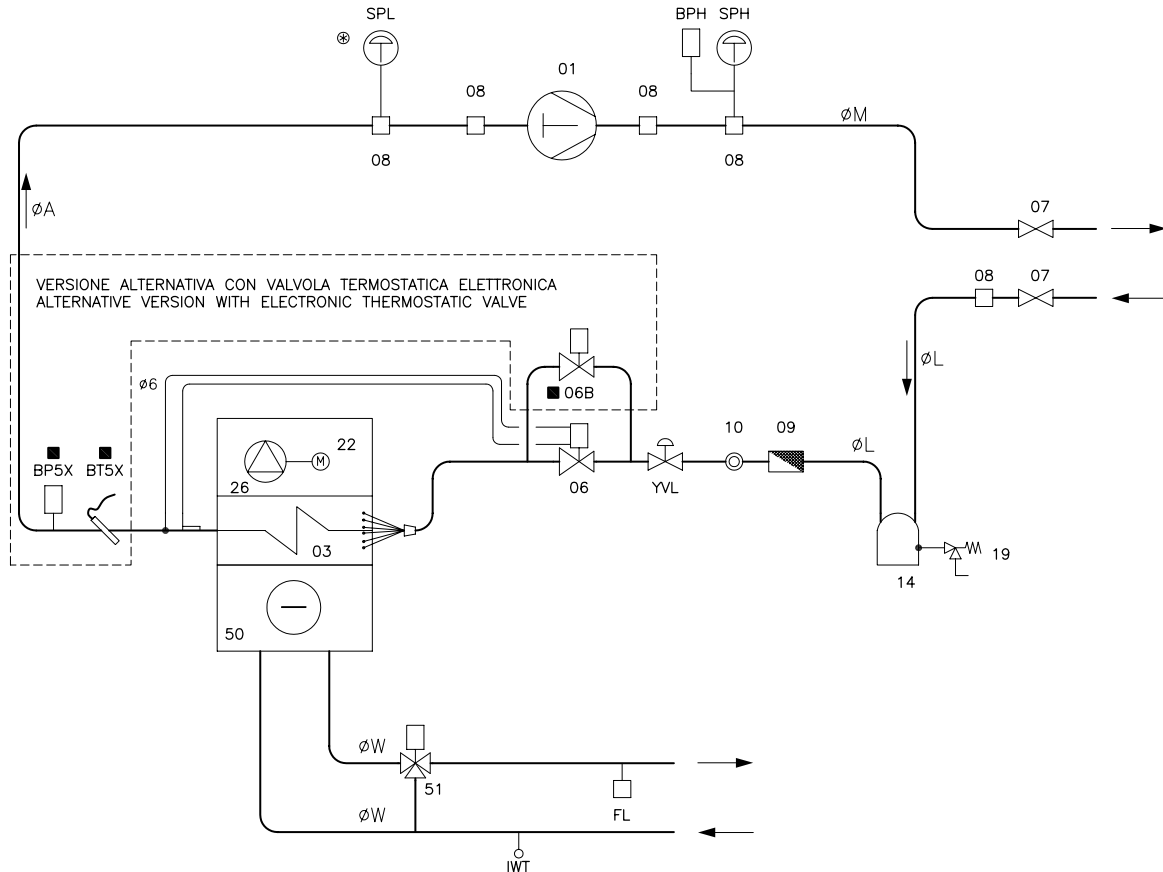 SPL
BPH SPH
⊛
01
08 08
08 08
øM
øA
07
VERSIONE ALTERNATIVA CON VALVOLA TERMOSTATICA ELETTRONICA
ALTERNATIVE VERSION WITH ELECTRONIC THERMOSTATIC VALVE
08 07
øL
ø6
06B
22
M
10 09
øL
BP5X BT5X
26
06
YVL
03
19
14
50
øW
51
FL
øW
IWT